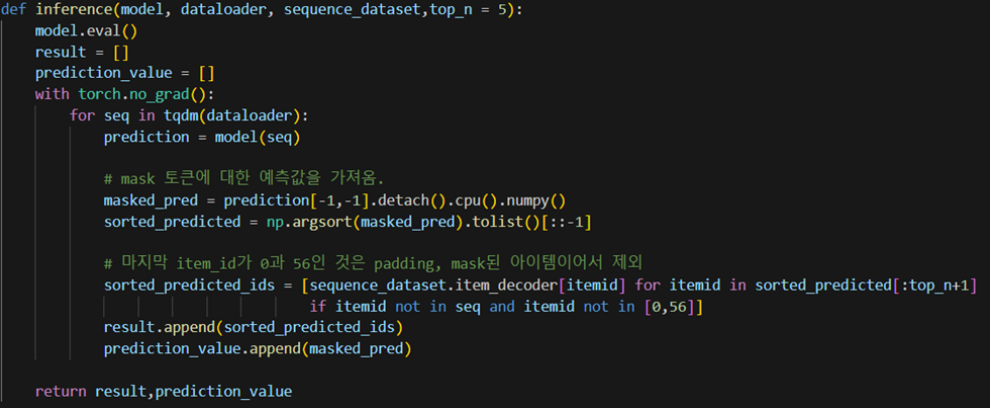 def inference(model, dataloader, sequence_dataset,top_n = 5):
    model.eval()
    result = []
    prediction_value = []
    with torch.no_grad():
        for seq in tqdm(dataloader):
            prediction = model(seq)

            # mask 토큰에 대한 예측값을 가져옴.
            masked_pred = prediction[-1,-1].detach().cpu().numpy()
            sorted_predicted = np.argsort(masked_pred).tolist()[::-1]

            # 마지막 item_id가 0과 56인 것은 padding, mask된 아이템이어서 제외
            sorted_predicted_ids = [sequence_dataset.item_decoder[itemid] for itemid in sorted_predicted[:top_n+1]
                                    if itemid not in seq and itemid not in [0,56]]
            result.append(sorted_predicted_ids)
            prediction_value.append(masked_pred)

    return result,prediction_value